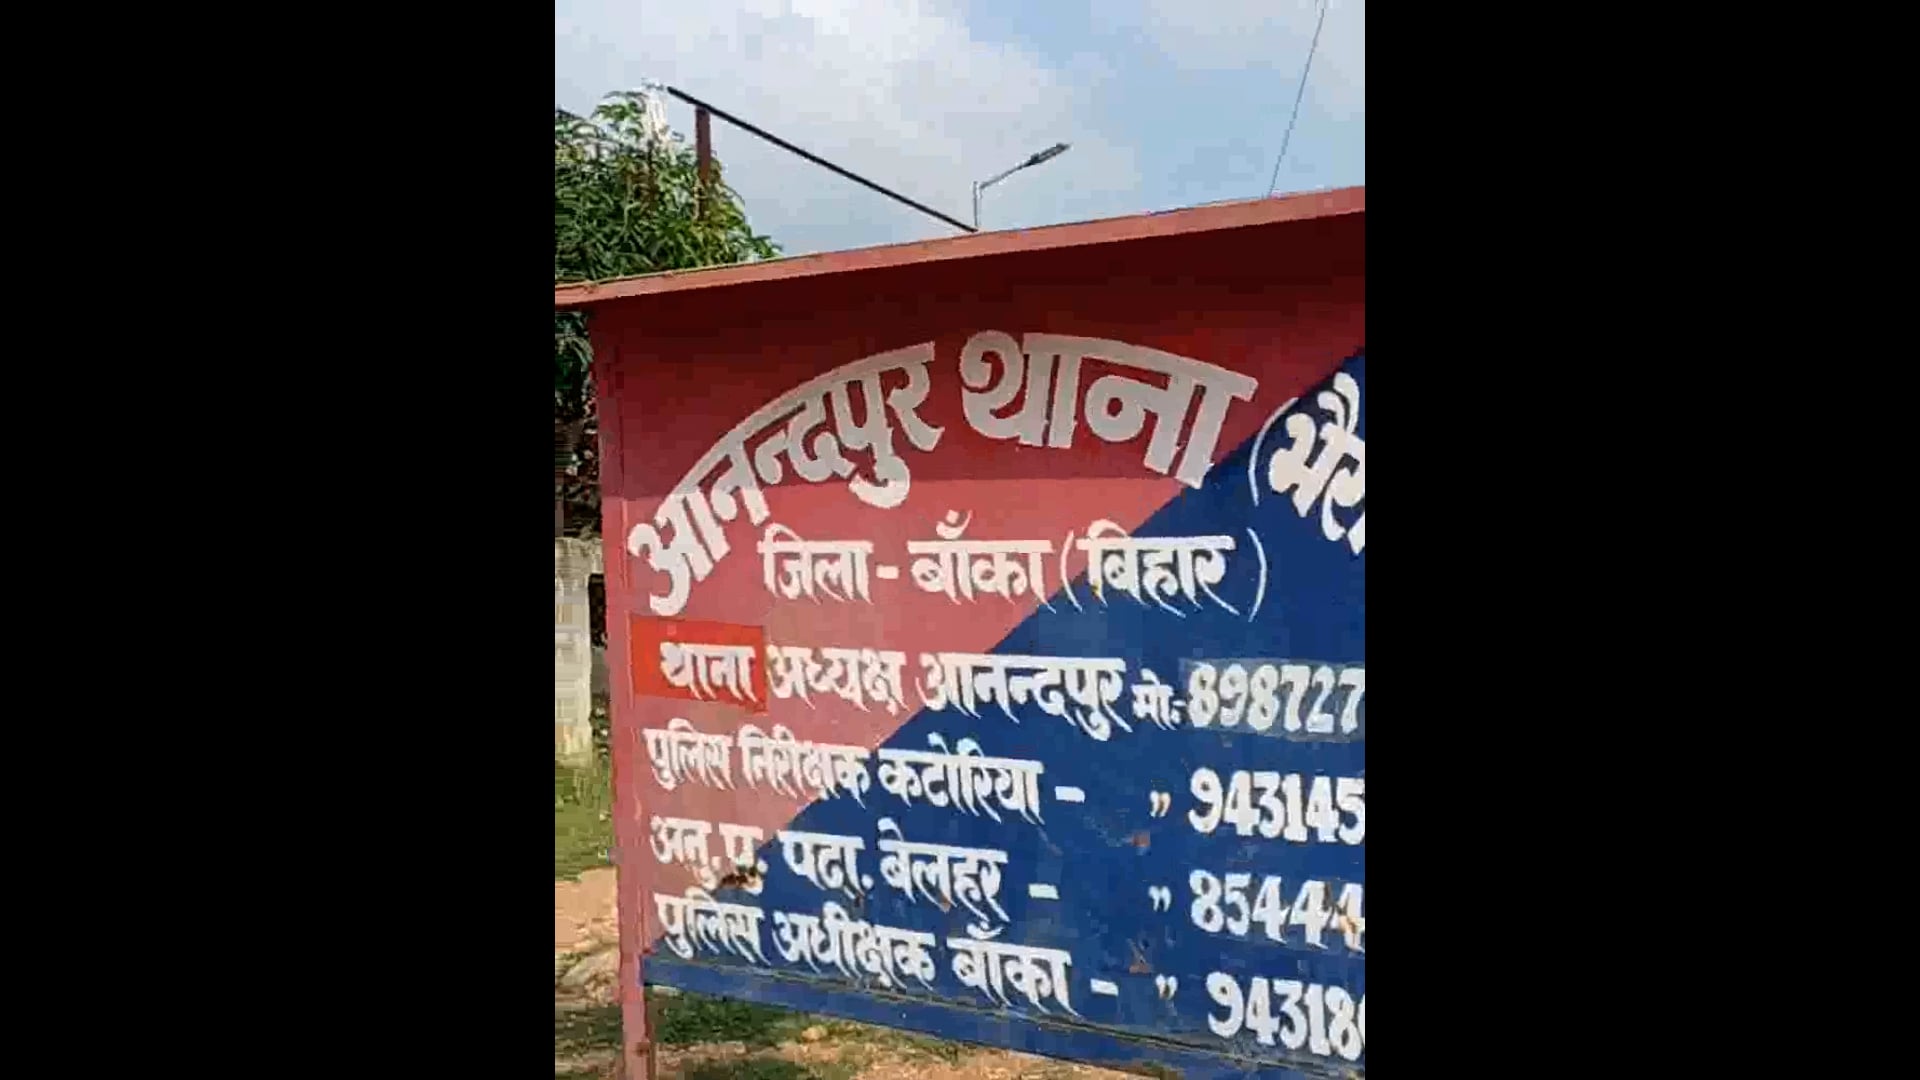 आनन्दपुर थाना (भैर
जिला - बाँका (बिहार)
थाना अध्यक्ष आनन्दपुर मो:- 898727
पुलिस निरीक्षक कटोरिया - " 943145
अनु.पु. पदा. बेलहर - " 85444
पुलिस अधीक्षक बाँका - " 94318